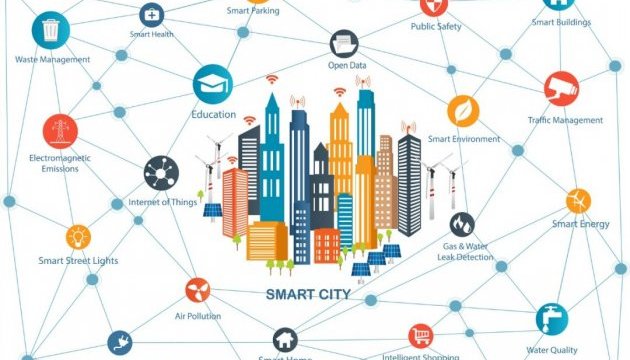 Smart Parking
Smart Health
Public Safety
Smart Buildings
Waste Management
Open Data
Education
Traffic Management
Smart Environment
Electromagnetic
Emissions
Internet of Things
Smart Energy
Smart Street Lights
Gas & Water
Leak Detection
SMART CITY
Air Pollution
Water Quality
Smart Home
Intelligent Shopping